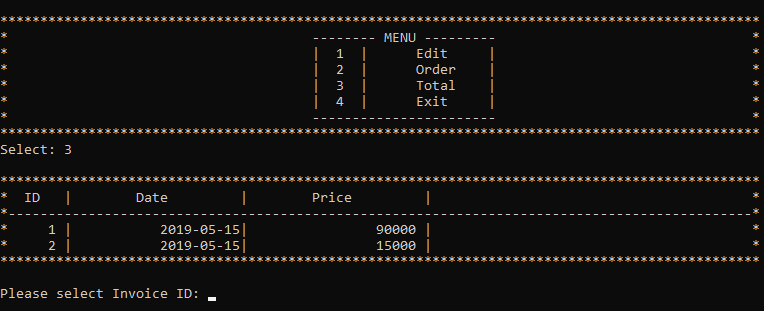 ***********************************************************************************************
*                                      -------- MENU ---------                                *
*                                      |  1  |      Edit     |                                *
*                                      |  2  |      Order    |                                *
*                                      |  3  |      Total    |                                *
*                                      |  4  |      Exit     |                                *
*                                      -----------------------                                *
***********************************************************************************************
Select: 3
***********************************************************************************************
*  ID   |        Date         |        Price         |                                        *
*---------------------------------------------------------------------------------------------*
*     1 |           2019-05-15|                90000 |                                        *
*     2 |           2019-05-15|                15000 |                                        *
***********************************************************************************************
Please select Invoice ID: _